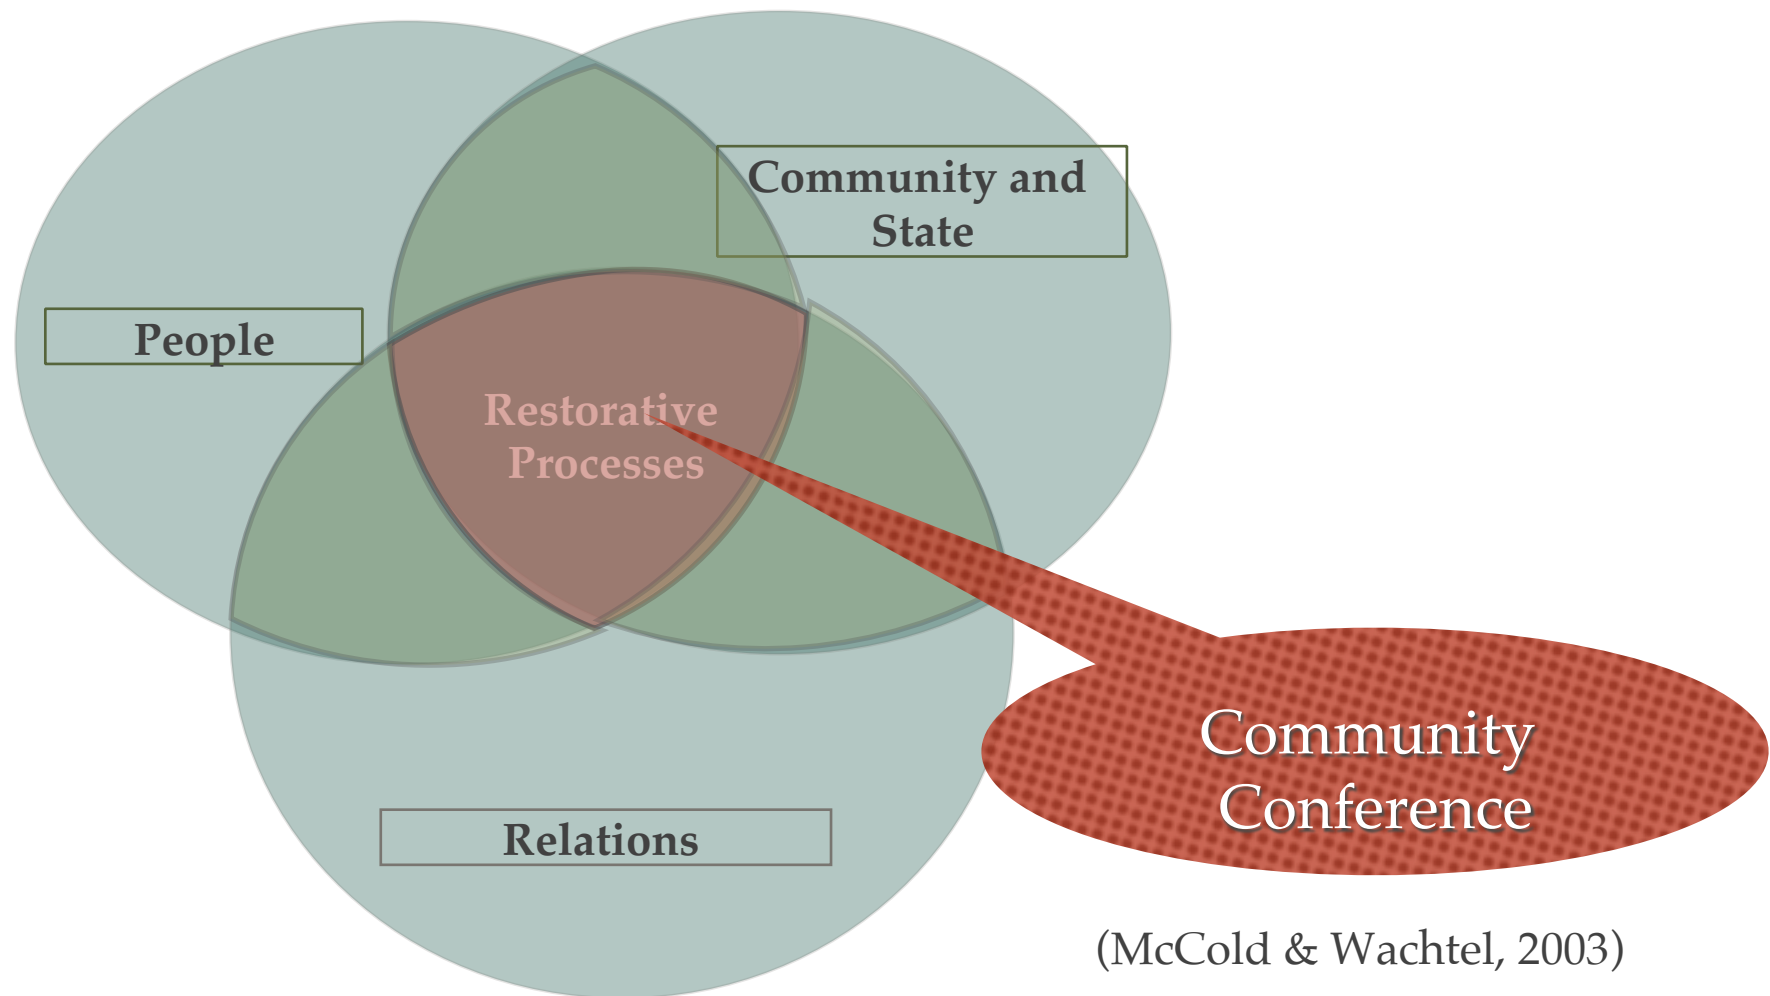 Community and
State
People
Restorative
Processes
Relations
Community
Conference
(McCold & Wachtel, 2003)